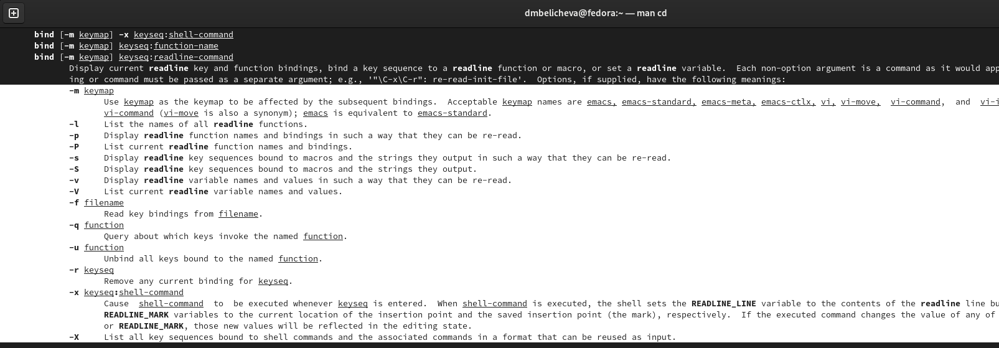 dmbelicheva@fedora:~ — man cd
bind [-m keymap] -x keyseq:shell-command
bind [-m keymap] keyseq:function-name
bind [-m keymap] keyseq:readline-command
Display current readline key and function bindings, bind a key sequence to a readline function or macro, or set a readline variable.  Each non-option argument is a command as it would app
ing or command must be passed as a separate argument; e.g., '"\C-x\C-r": re-read-init-file'.  Options, if supplied, have the following meanings:
-m keymap
Use keymap as the keymap to be affected by the subsequent bindings.  Acceptable keymap names are emacs, emacs-standard, emacs-meta, emacs-ctlx, vi, vi-move,  vi-command,  and  vi-i
vi-command (vi-move is also a synonym); emacs is equivalent to emacs-standard.
-l     List the names of all readline functions.
-p     Display readline function names and bindings in such a way that they can be re-read.
-P     List current readline function names and bindings.
-s     Display readline key sequences bound to macros and the strings they output in such a way that they can be re-read.
-S     Display readline key sequences bound to macros and the strings they output.
-v     Display readline variable names and values in such a way that they can be re-read.
-V     List current readline variable names and values.
-f filename
Read key bindings from filename.
-q function
Query about which keys invoke the named function.
-u function
Unbind all keys bound to the named function.
-r keyseq
Remove any current binding for keyseq.
-x keyseq:shell-command
Cause  shell-command  to  be executed whenever keyseq is entered.  When shell-command is executed, the shell sets the READLINE_LINE variable to the contents of the readline line bu
READLINE_MARK variables to the current location of the insertion point and the saved insertion point (the mark), respectively.  If the executed command changes the value of any of
or READLINE_MARK, those new values will be reflected in the editing state.
-X     List all key sequences bound to shell commands and the associated commands in a format that can be reused as input.